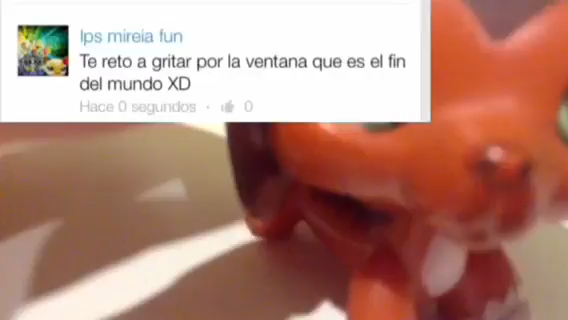 lps mireia fun
Te reto a gritar por la ventana que es el fin
del mundo XD
Hace 0 segundos · 0